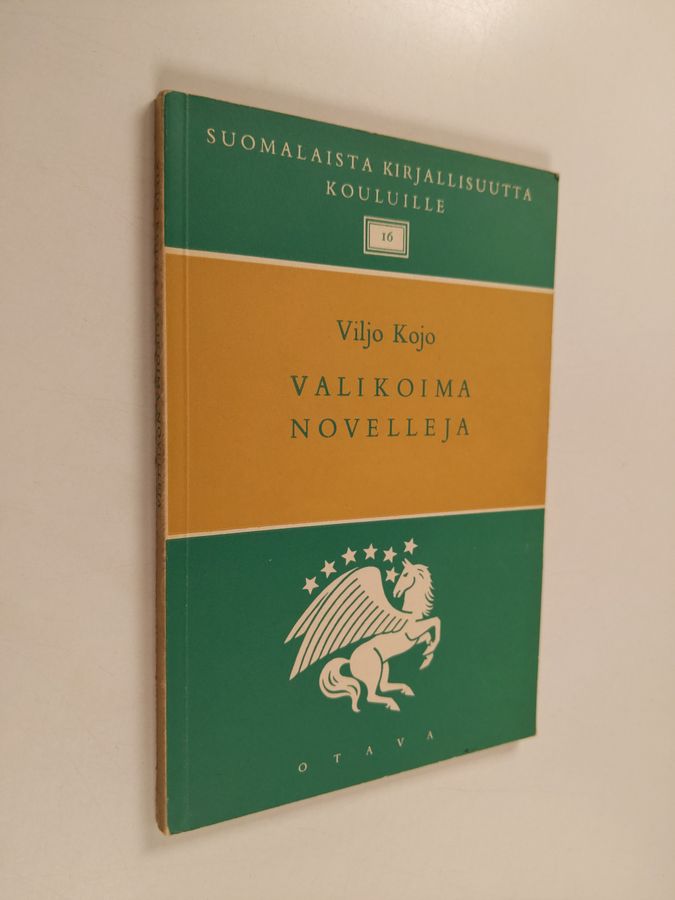 SUOMALAISTA KIRJALLISUUTTA
KOULUILLE
16
Viljo Kojo
VALIKOIMA
NOVELLEJA
OTAVA